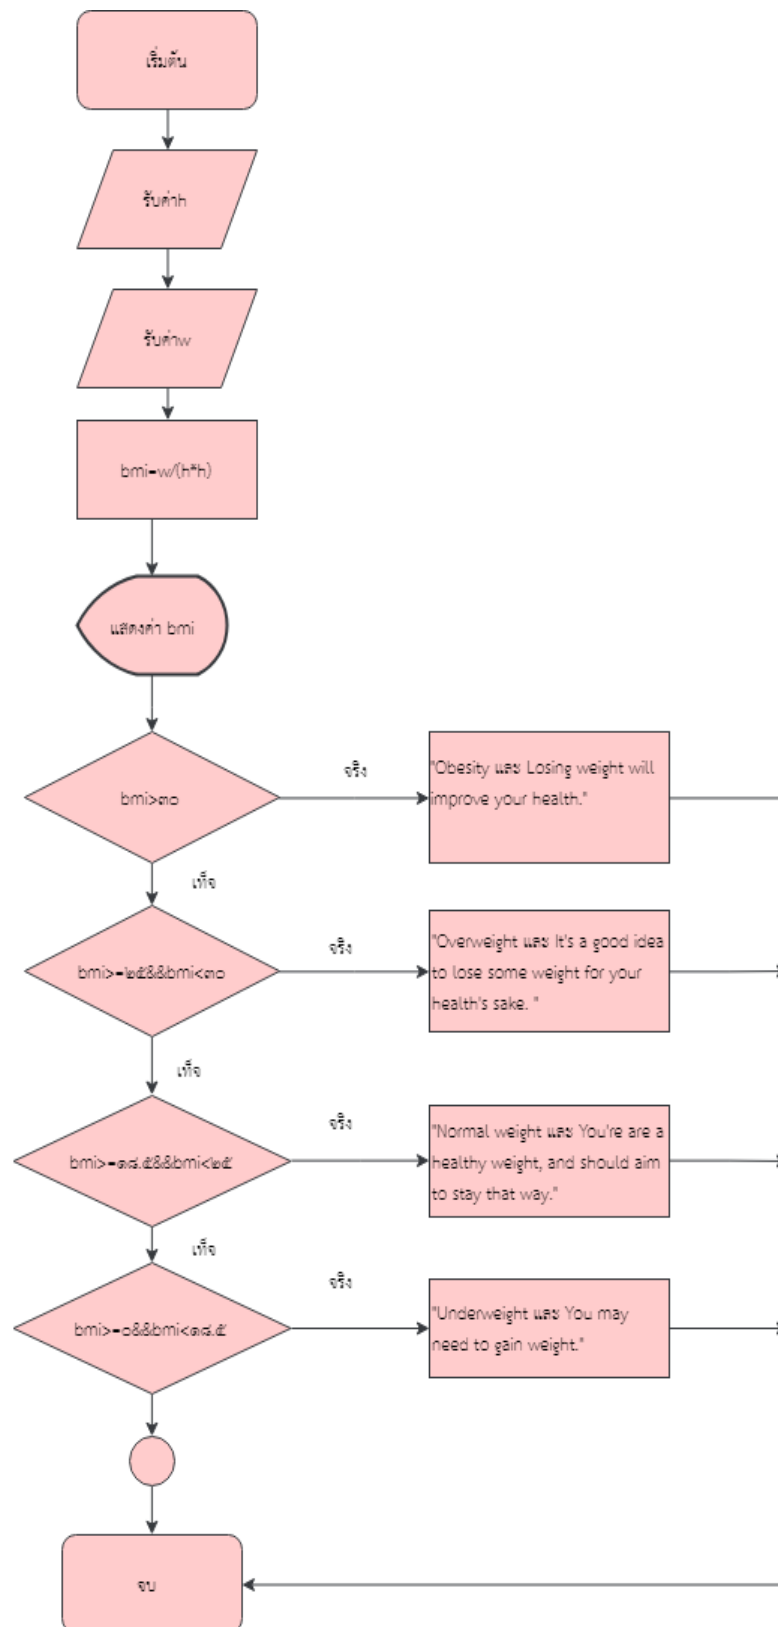 เริ่มต้น
รับค่าh
รับค่าw
bmi=w/(h*h)
แสดงค่า bmi
bmi>๓๐
จริง
"Obesity และ Losing weight will
improve your health."
เท็จ
bmi>=๒๕&&bmi<๓๐
จริง
"Overweight และ It's a good idea
to lose some weight for your
health's sake. "
เท็จ
bmi>=๑๘.๕&&bmi<๒๕
จริง
"Normal weight และ You're are a
healthy weight, and should aim
to stay that way."
เท็จ
bmi>=๐&&bmi<๑๘.๕
จริง
"Underweight และ You may
need to gain weight."
จบ